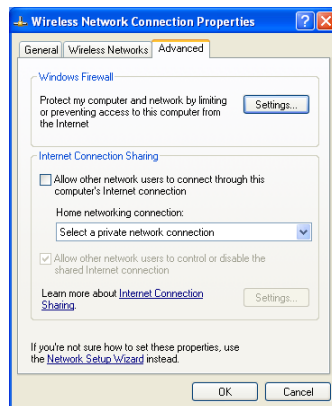 Wireless Network Connection Properties
General Wireless Networks Advanced
Windows Firewall
Protect my computer and network by limiting
or preventing access to this computer from
the Internet
Settings...
Internet Connection Sharing
Allow other network users to connect through this
computer's Internet connection
Home networking connection:
Select a private network connection
Allow other network users to control or disable the
shared Internet connection
Learn more about Internet Connection
Sharing.
Settings...
If you're not sure how to set these properties, use
the Network Setup Wizard instead.
OK Cancel